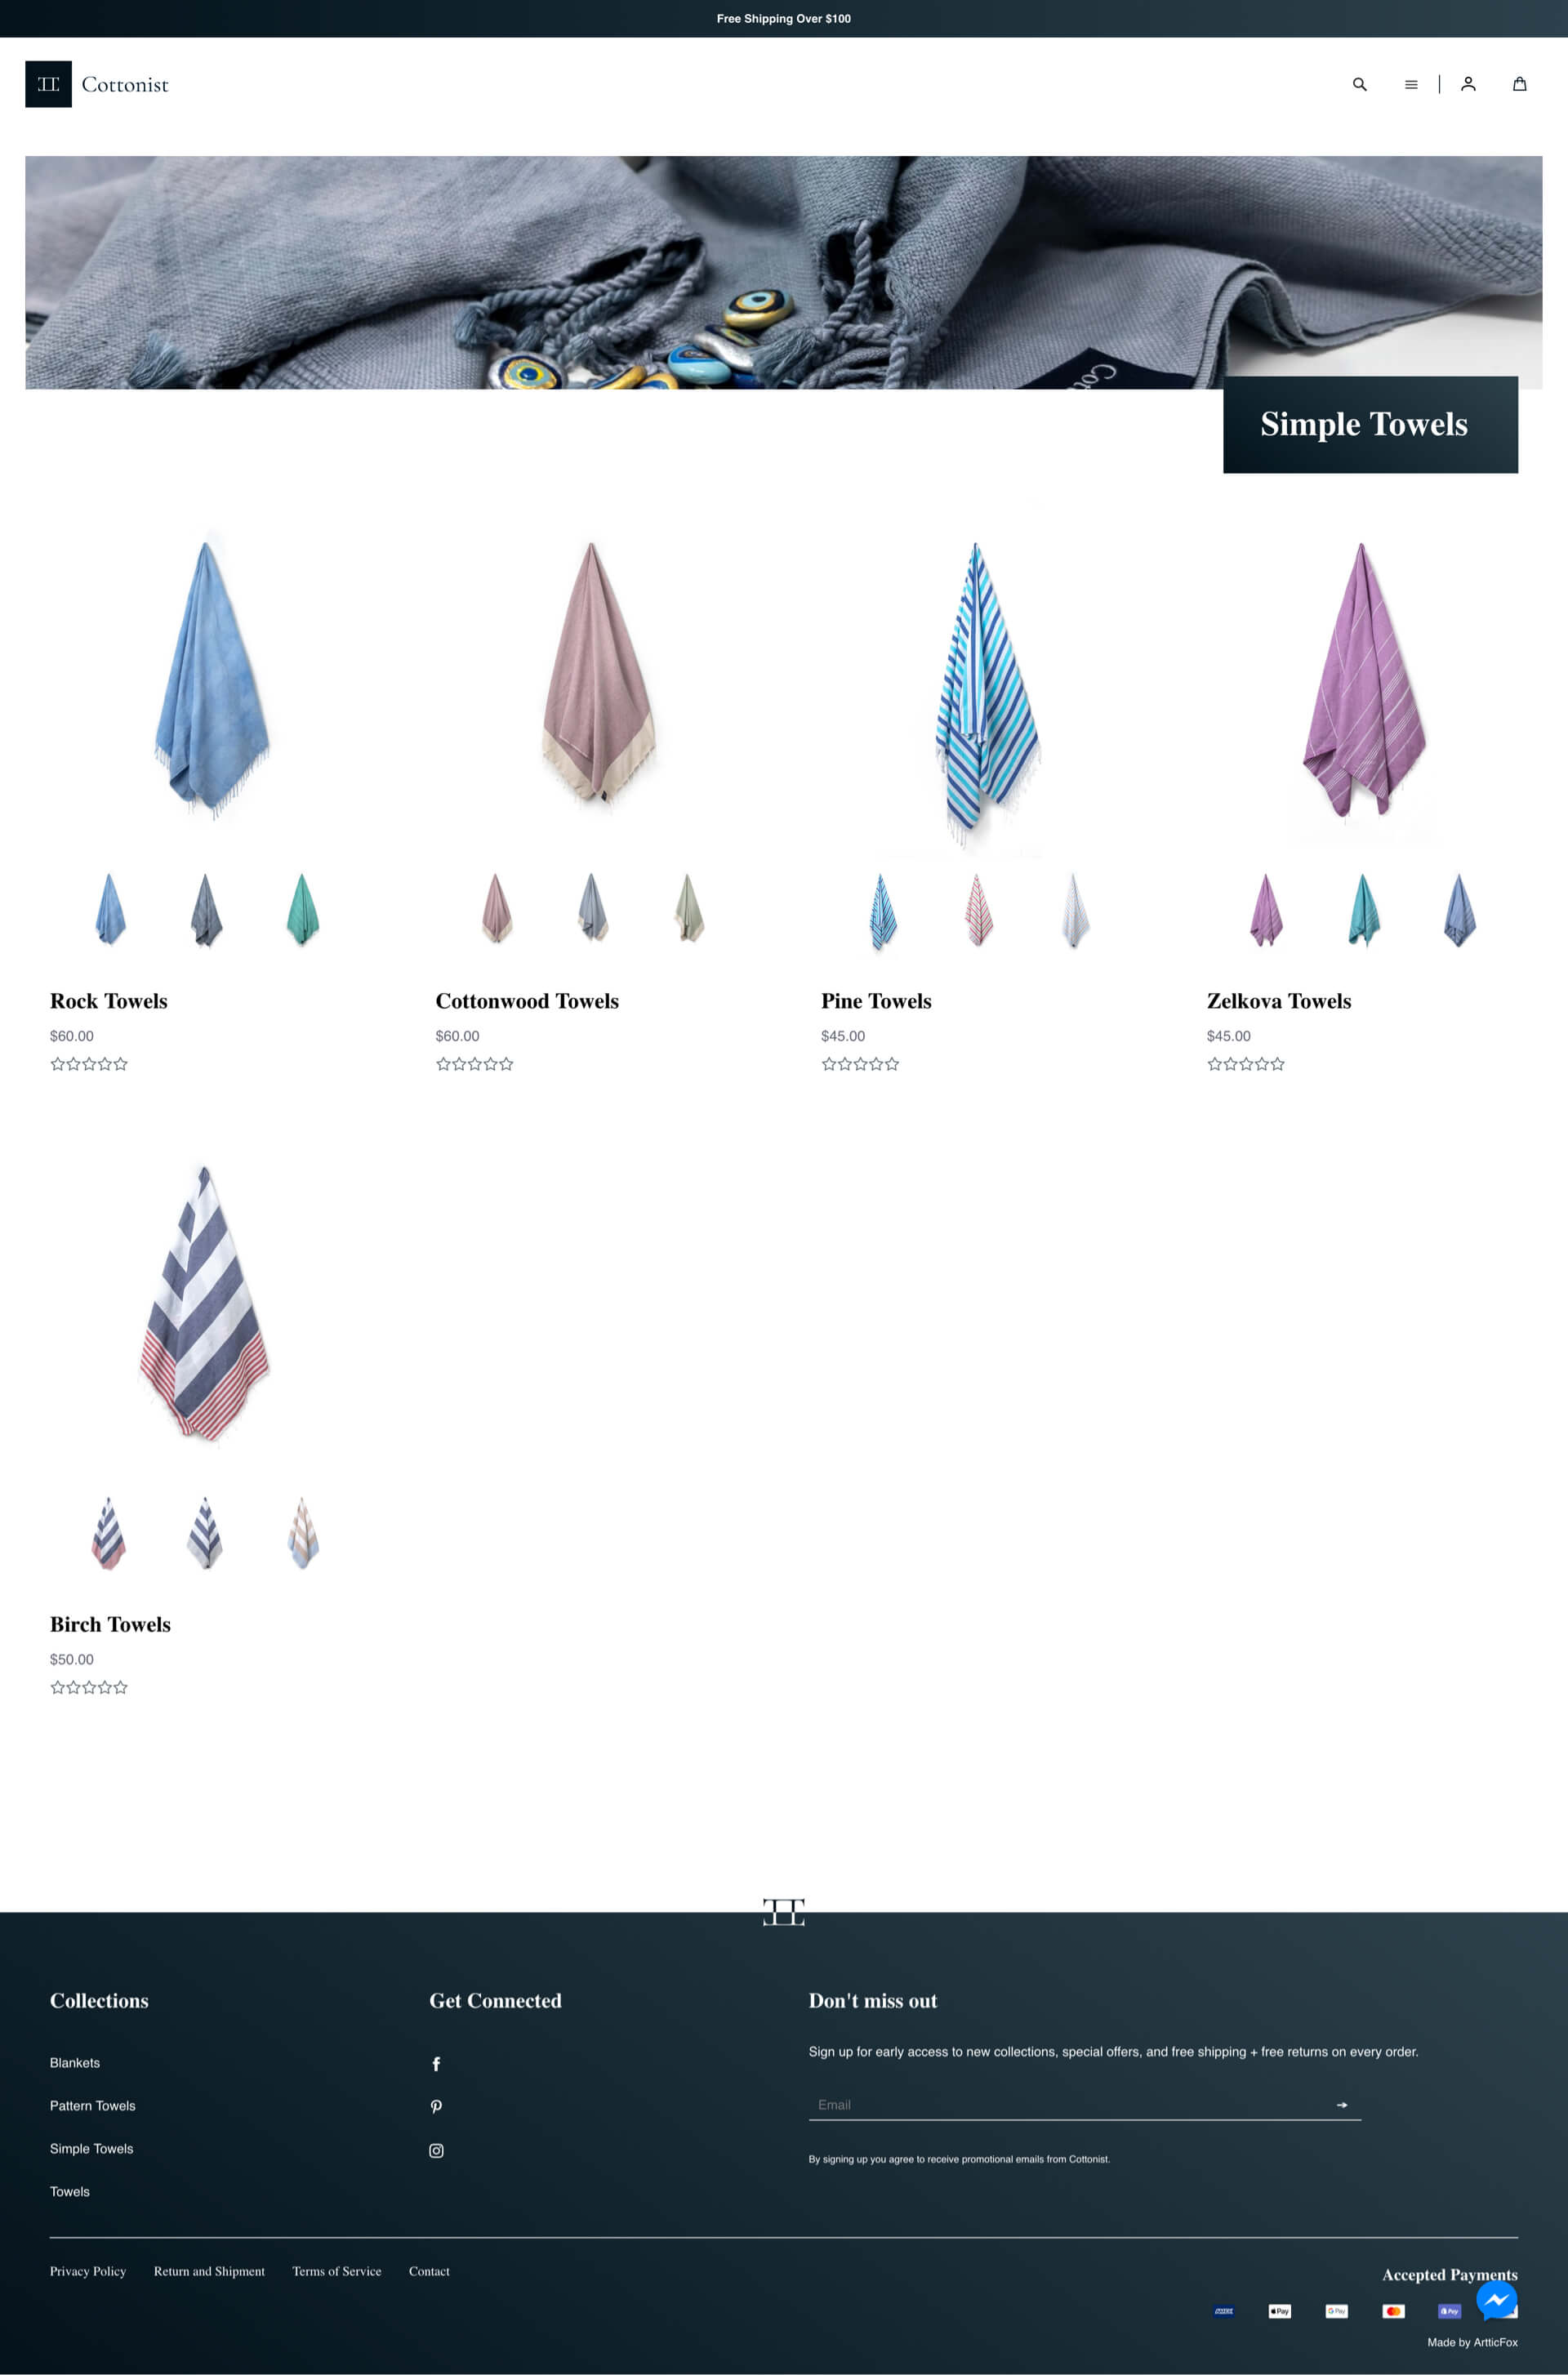 Free Shipping Over $100
Cottonist
Simple Towels
Rock Towels
$60.00
Cottonwood Towels
$60.00
Pine Towels
$45.00
Zelkova Towels
$45.00
Birch Towels
$50.00
Collections
Blankets
Pattern Towels
Simple Towels
Towels
Get Connected
Don't miss out
Sign up for early access to new collections, special offers, and free shipping + free returns on every order.
Email
By signing up you agree to receive promotional emails from Cottonist.
Privacy Policy
Return and Shipment
Terms of Service
Contact
Accepted Payments
Pay
G Pay
Pay
Made by ArtticFox